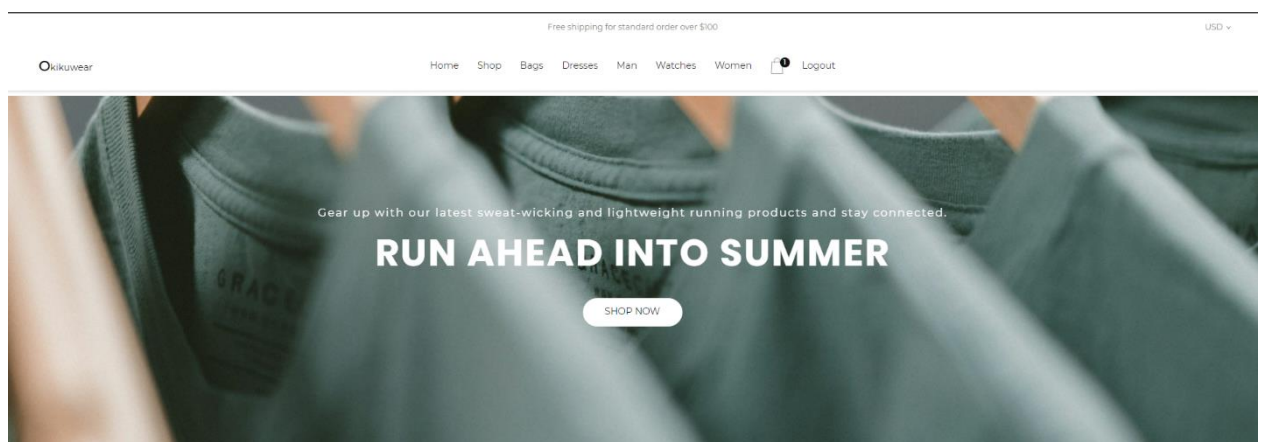 Free shipping for standard order over $100
USD
Okikuwear
Home Shop Bags Dresses Man Watches Women 1 Logout
Gear up with our latest sweat-wicking and lightweight running products and stay connected.
RUN AHEAD INTO SUMMER
SHOP NOW